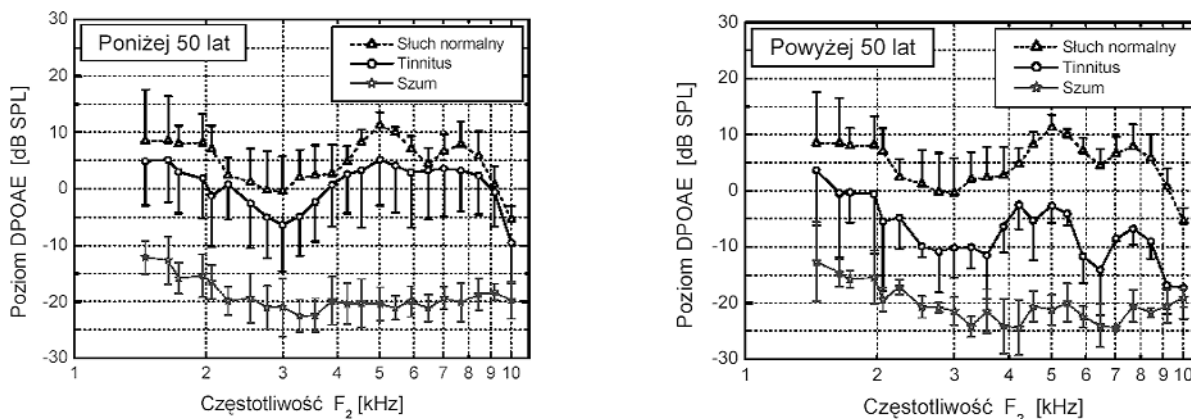 Poniżej 50 lat
Słuch normalny
Tinnitus
Szum
30
20
10
0
-10
-20
-30
Poziom DPOAE [dB SPL]
1 2 3 4 5 6 7 8 9 10
Częstotliwość F2 [kHz]
Powyżej 50 lat
Słuch normalny
Tinnitus
Szum
30
20
10
0
-10
-20
-30
Poziom DPOAE [dB SPL]
1 2 3 4 5 6 7 8 9 10
Częstotliwość F2 [kHz]